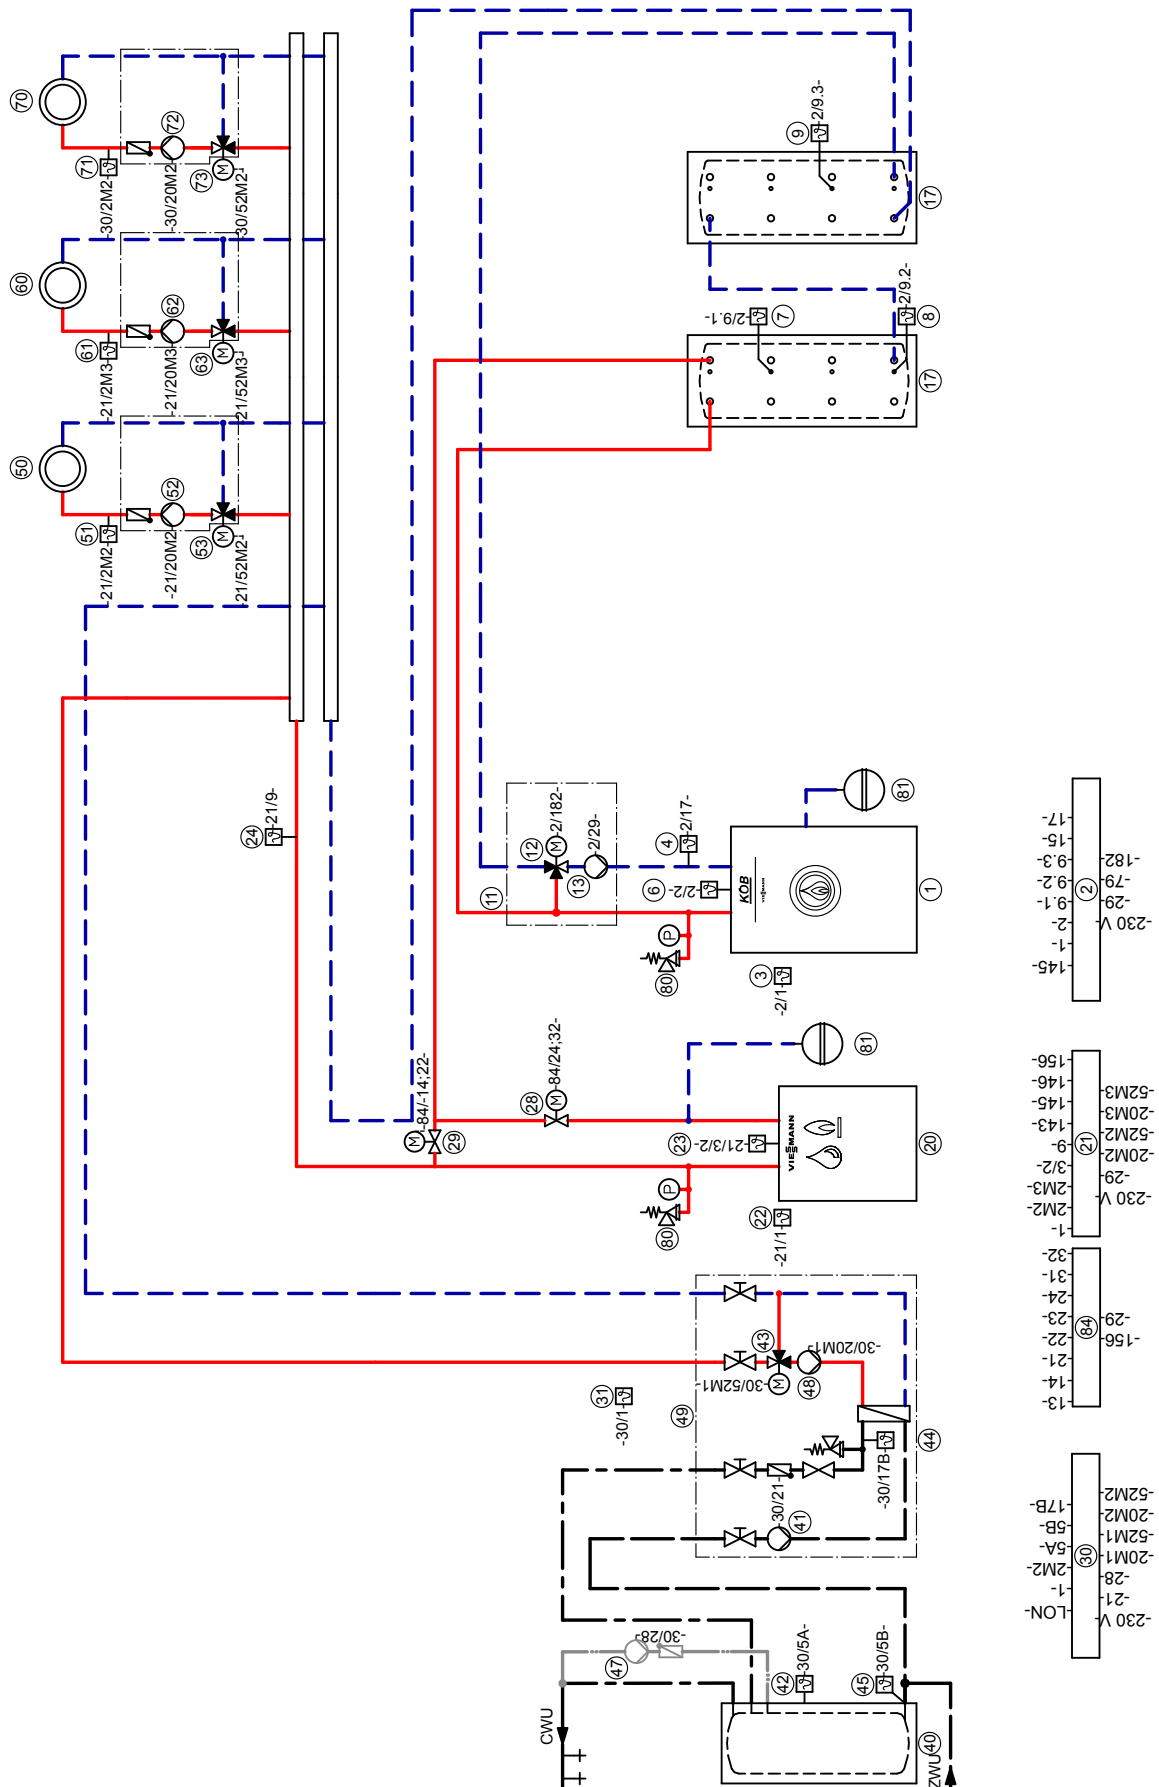 70
71
-30/2M2-
72
-30/20M2-
73
M
-30/52M2-
60
61
-21/2M3-
62
-21/20M3-
63
M
-21/52M3-
50
51
-21/2M2-
52
-21/20M2-
53
M
-21/52M2-
24
-21/9-
9
-2/9.3-
17
7
-2/9.1-
8
-2/9.2-
17
11
12
M
-2/182-
13
-2/29-
4
-2/17-
6
-2/2-
P
80
3
-2/1-
KÖB
VIESMANN
1
81
29
M
-84/-14;22-
28
M
-84/24;32-
23
-21/3/2-
P
80
22
-21/1-
VIESMANN
20
81
31
-30/1-
49
43
M
-30/52M1-
48
-30/20M1-
44
-30/17B-
41
-30/21-
47
-30/28-
42
-30/5A-
45
-30/5B-
40
CWU
ZWU
2
17-
15-
9.3-
9.2-
9.1-
2-
1-
145-
-182-
-79-
-29-
-230 V-
21
156-
146-
145-
143-
9-
3/2-
2M3-
2M2-
1-
-52M3-
-20M3-
-52M2-
-20M2-
-29-
-230 V-
84
32-
31-
24-
23-
22-
21-
14-
13-
-29-
-156-
30
17B-
5B-
5A-
2M2-
1-
LON-
-52M2-
-20M2-
-52M1-
-20M1-
-28-
-21-
-230 V-